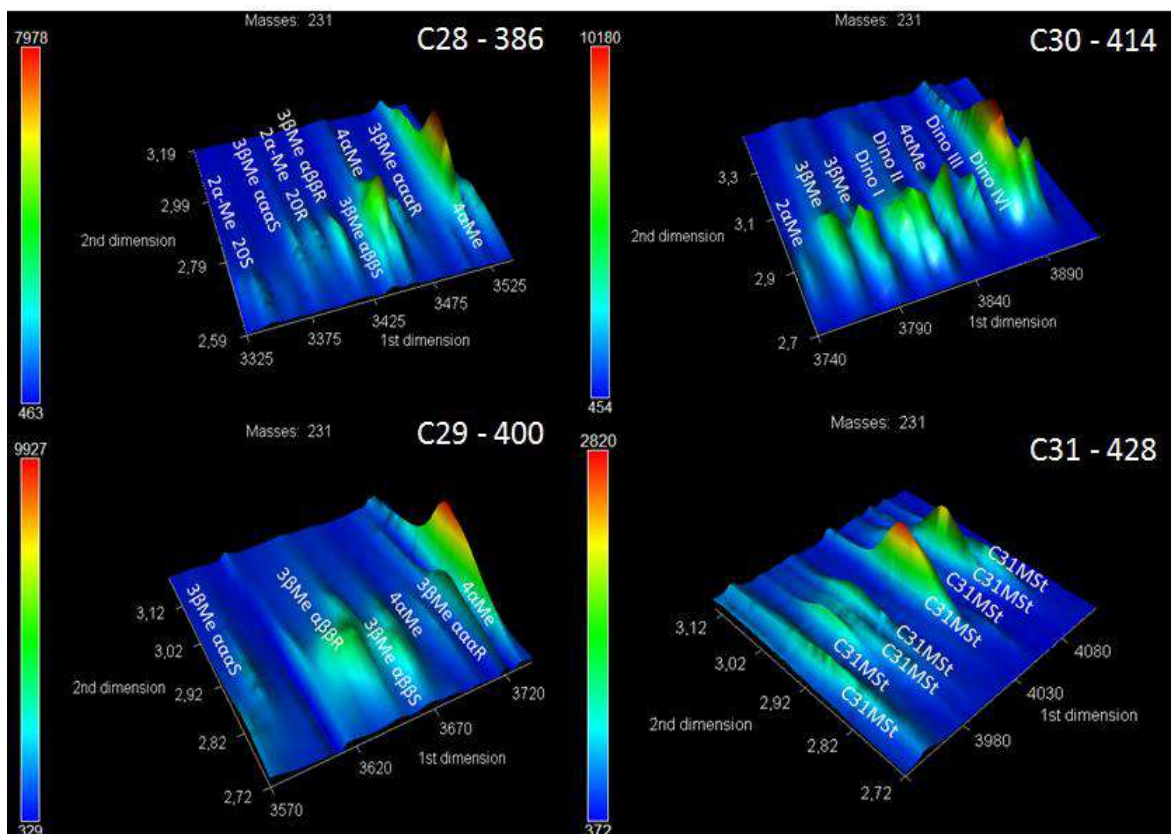 Masses: 231
C28 - 386
7978
463
3,19
2,99
2,79
2,59
2nd dimension
3325
3375
3425
3475
3525
1st dimension
2α-Me 20S
3βMe αααS
2α-Me 20R
3βMe αββR
4αMe
3βMe αββS
3βMe αααR
4αMe
Masses: 231
C30 - 414
10180
454
3,3
3,1
2,9
2,7
2nd dimension
3740
3790
3840
3890
1st dimension
2αMe
3βMe
3βMe
Dino I
Dino II
4αMe
Dino III
Dino IVI
Masses: 231
C29 - 400
9927
329
3,12
3,02
2,92
2,82
2,72
2nd dimension
3570
3620
3670
3720
1st dimension
3βMe αααS
3βMe αββR
3βMe αββS
4αMe
3βMe αααR
4αMe
Masses: 231
C31 - 428
2820
372
3,12
3,02
2,92
2,82
2,72
2nd dimension
3980
4030
4080
1st dimension
C31MSt
C31MSt
C31MSt
C31MSt
C31MSt
C31MSt
C31MSt
C31MSt